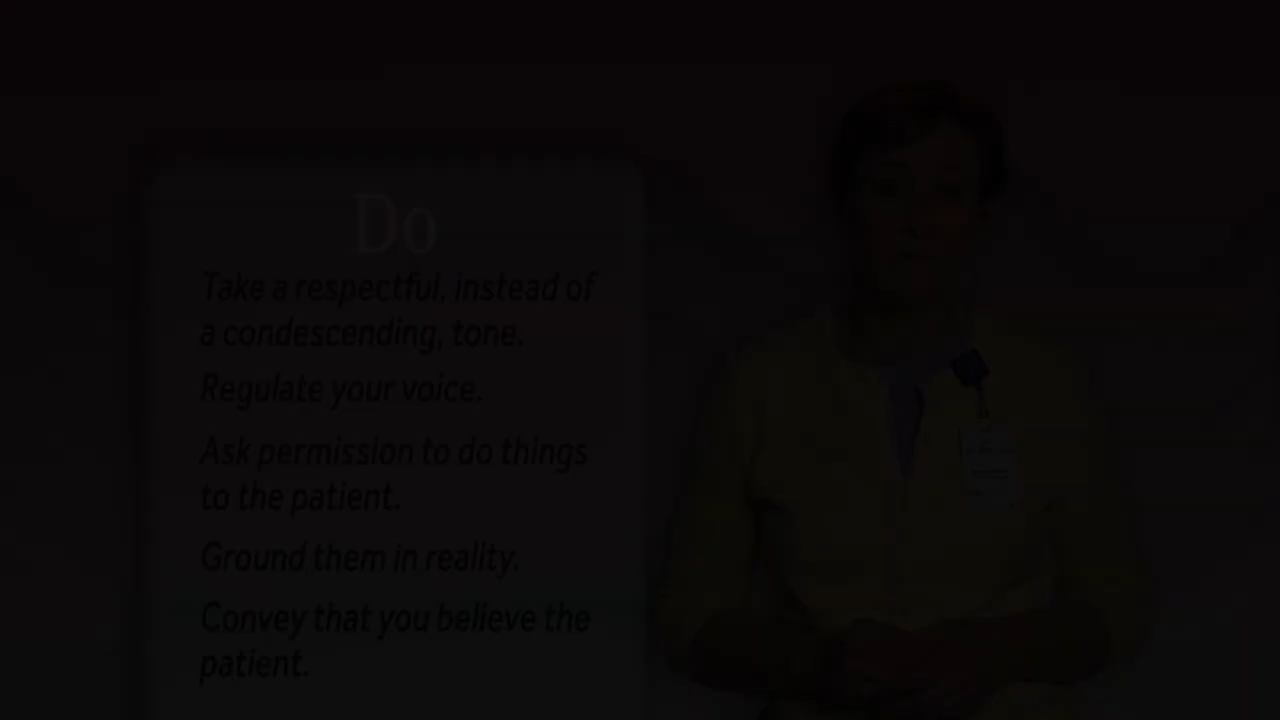 Do
Take a respectful, instead of
a condescending, tone.
Regulate your voice.
Ask permission to do things
to the patient.
Ground them in reality.
Convey that you believe the
patient.